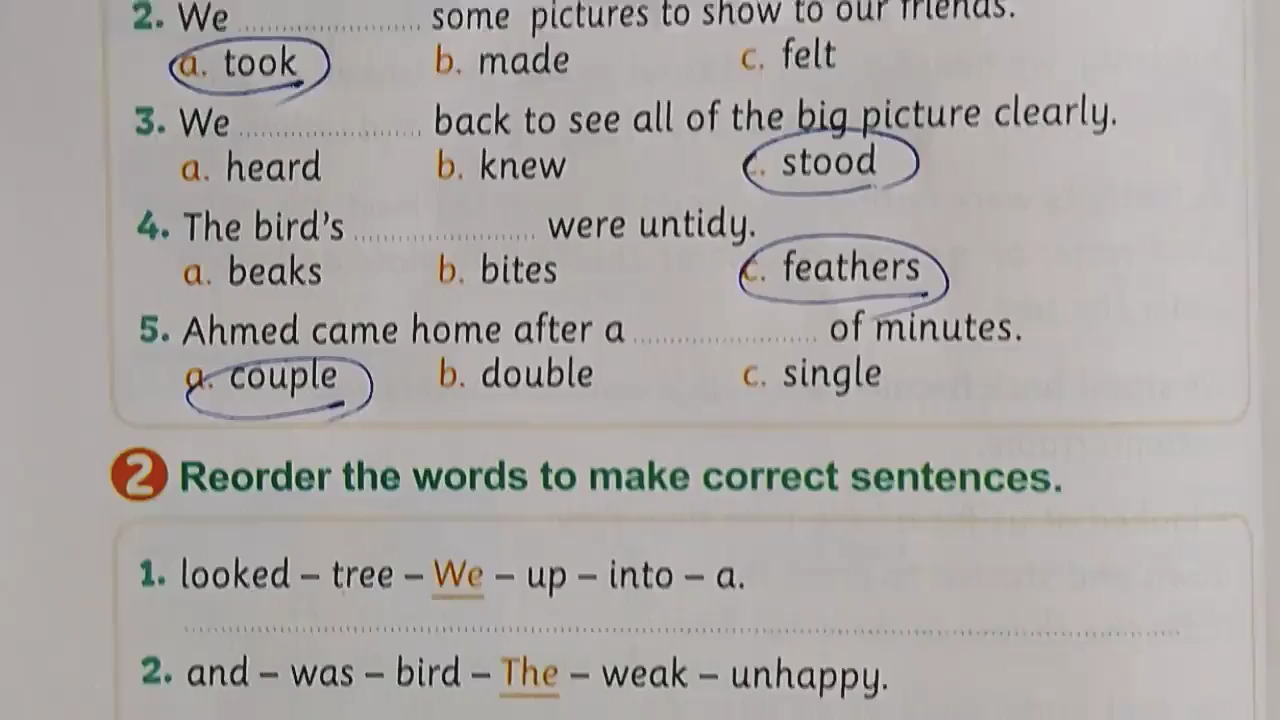 2. We .................... some pictures to show to our friends.
a. took b. made c. felt
3. We .................... back to see all of the big picture clearly.
a. heard b. knew c. stood
4. The bird's .................... were untidy.
a. beaks b. bites c. feathers
5. Ahmed came home after a .................... of minutes.
a. couple b. double c. single
2 Reorder the words to make correct sentences.
1. looked – tree – We – up – into – a.
2. and – was – bird – The – weak – unhappy.